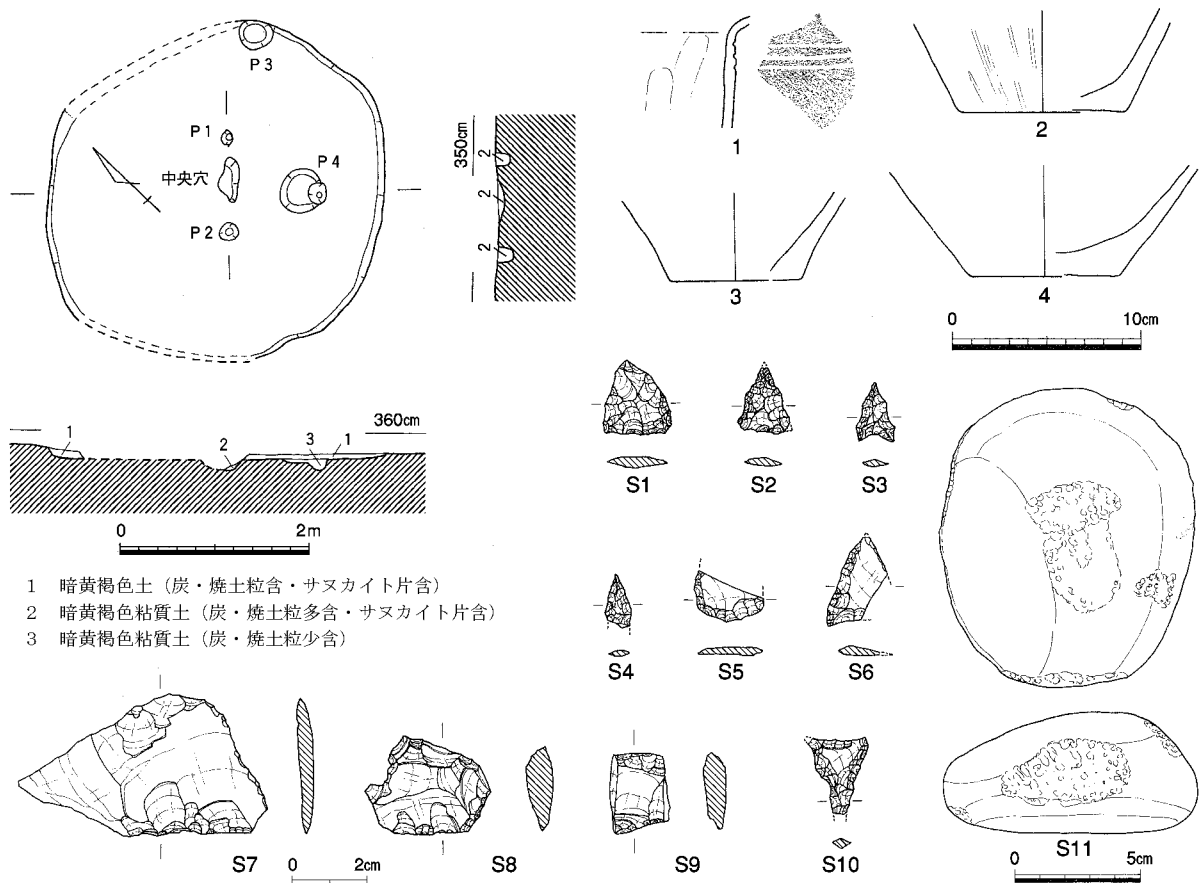 P3
P1
中央穴
P4
P2
350cm
2
2
2
1
2
3
1
360cm
0 2m
1 暗黄褐色土（炭・焼土粒含・サヌカイト片含）
2 暗黄褐色粘質土（炭・焼土粒多含・サヌカイト片含）
3 暗黄褐色粘質土（炭・焼土粒少含）
1
2
3
4
0 10cm
S1
S2
S3
S4
S5
S6
S7
0 2cm
S8
S9
S10
S11
0 5cm